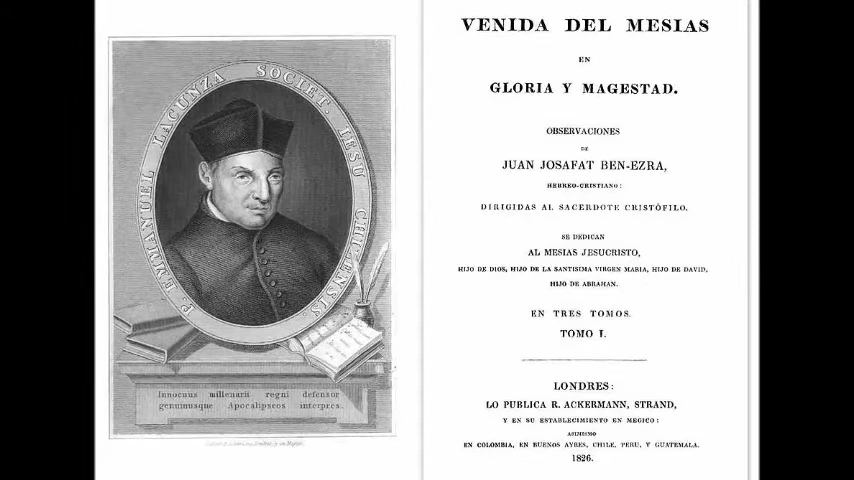 P. EMMANUEL LACUNZA SOCIET. IESU CHILENSIS.
Innocuus millenarii regni defensor
genuinusque Apocalipseos interpres.
VENIDA DEL MESIAS
EN
GLORIA Y MAGESTAD.
OBSERVACIONES
DE
JUAN JOSAFAT BEN-EZRA,
HEBREO-CRISTIANO:
DIRIGIDAS AL SACERDOTE CRISTÓFILO.
SE DEDICAN
AL MESIAS JESUCRISTO,
HIJO DE DIOS, HIJO DE LA SANTISIMA VIRGEN MARIA, HIJO DE DAVID,
HIJO DE ABRAHAN.
EN TRES TOMOS.
TOMO I.
LONDRES:
LO PUBLICA R. ACKERMANN, STRAND,
Y EN SU ESTABLECIMIENTO EN MEGICO:
ASIMISMO
EN COLOMBIA, EN BUENOS AYRES, CHILE, PERU, Y GUATEMALA.
1826.